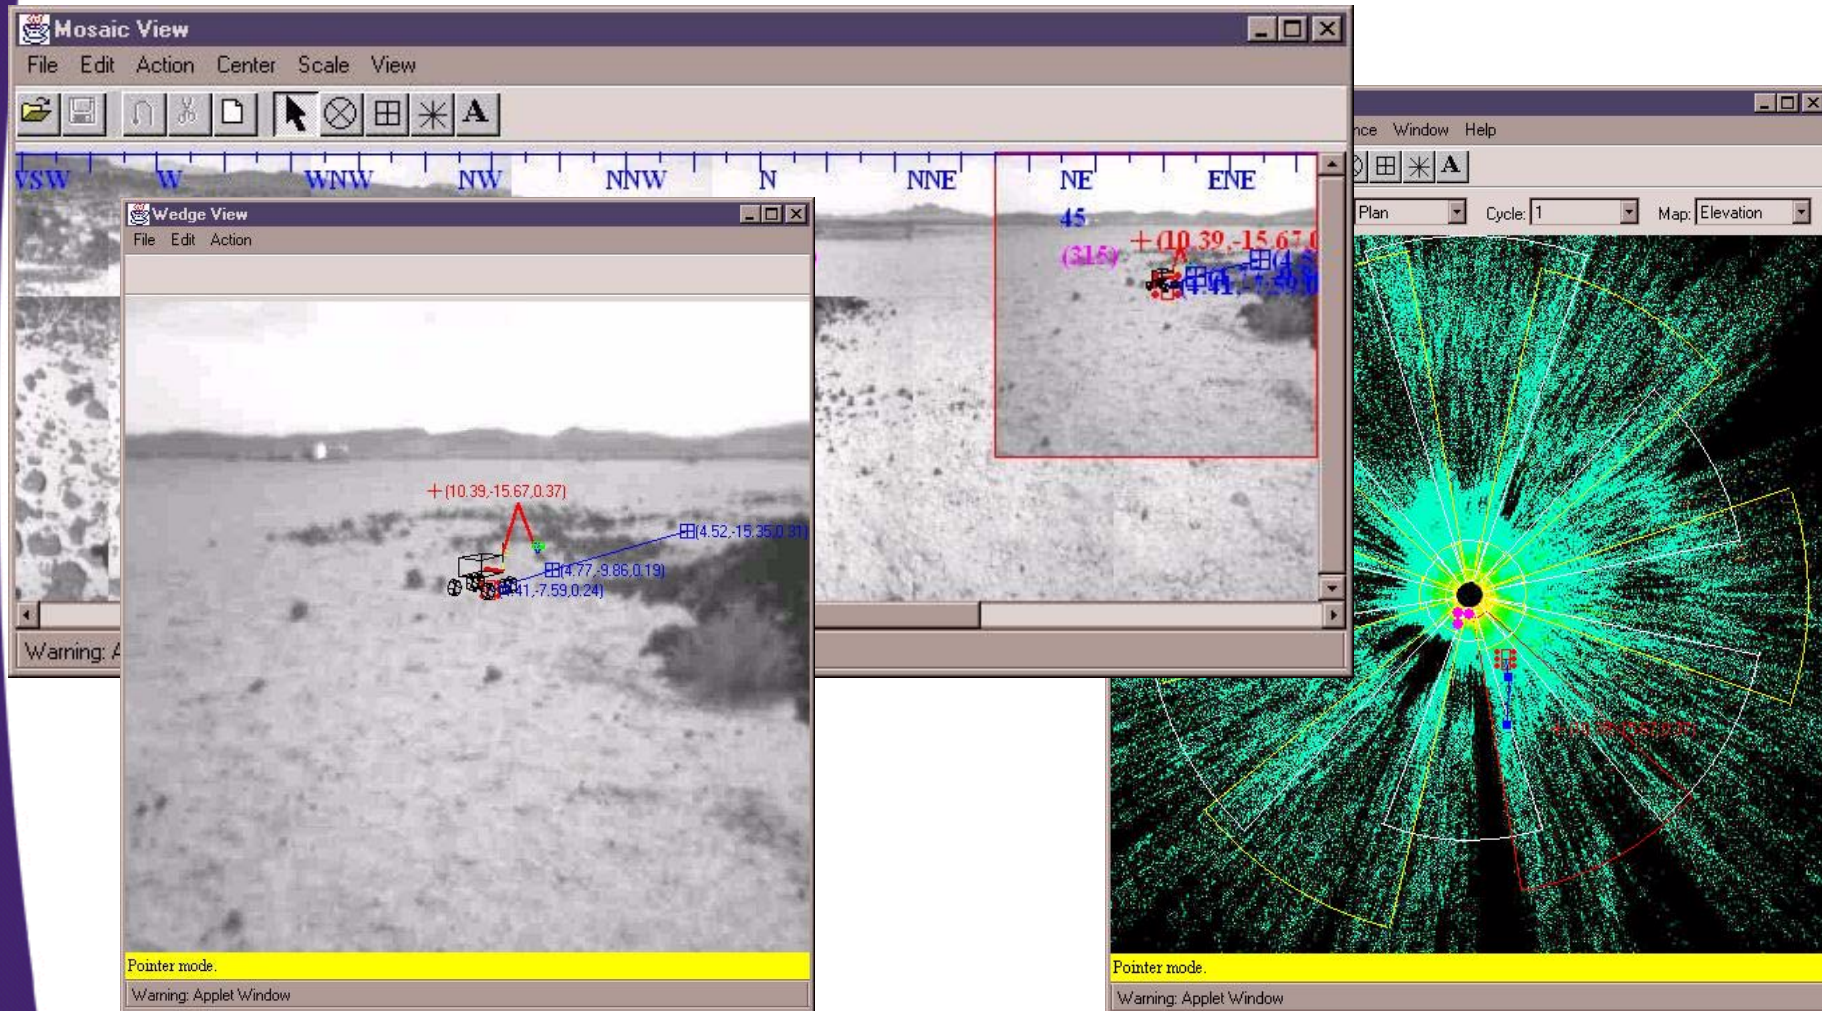 Mosaic View
File Edit Action Center Scale View
A
W WNW NW NNW N NNE NE ENE
45
(315)
+(10.39,-15.67,0
Warning: A
Wedge View
File Edit Action
+(10.39,-15.67,0.37)
(4.52,-15.35,0.31)
(4.77,-9.86,0.19)
41,-7.59,0.24)
Pointer mode.
Warning: Applet Window
nce Window Help
A
Plan Cycle: 1 Map: Elevation
Pointer mode.
Warning: Applet Window